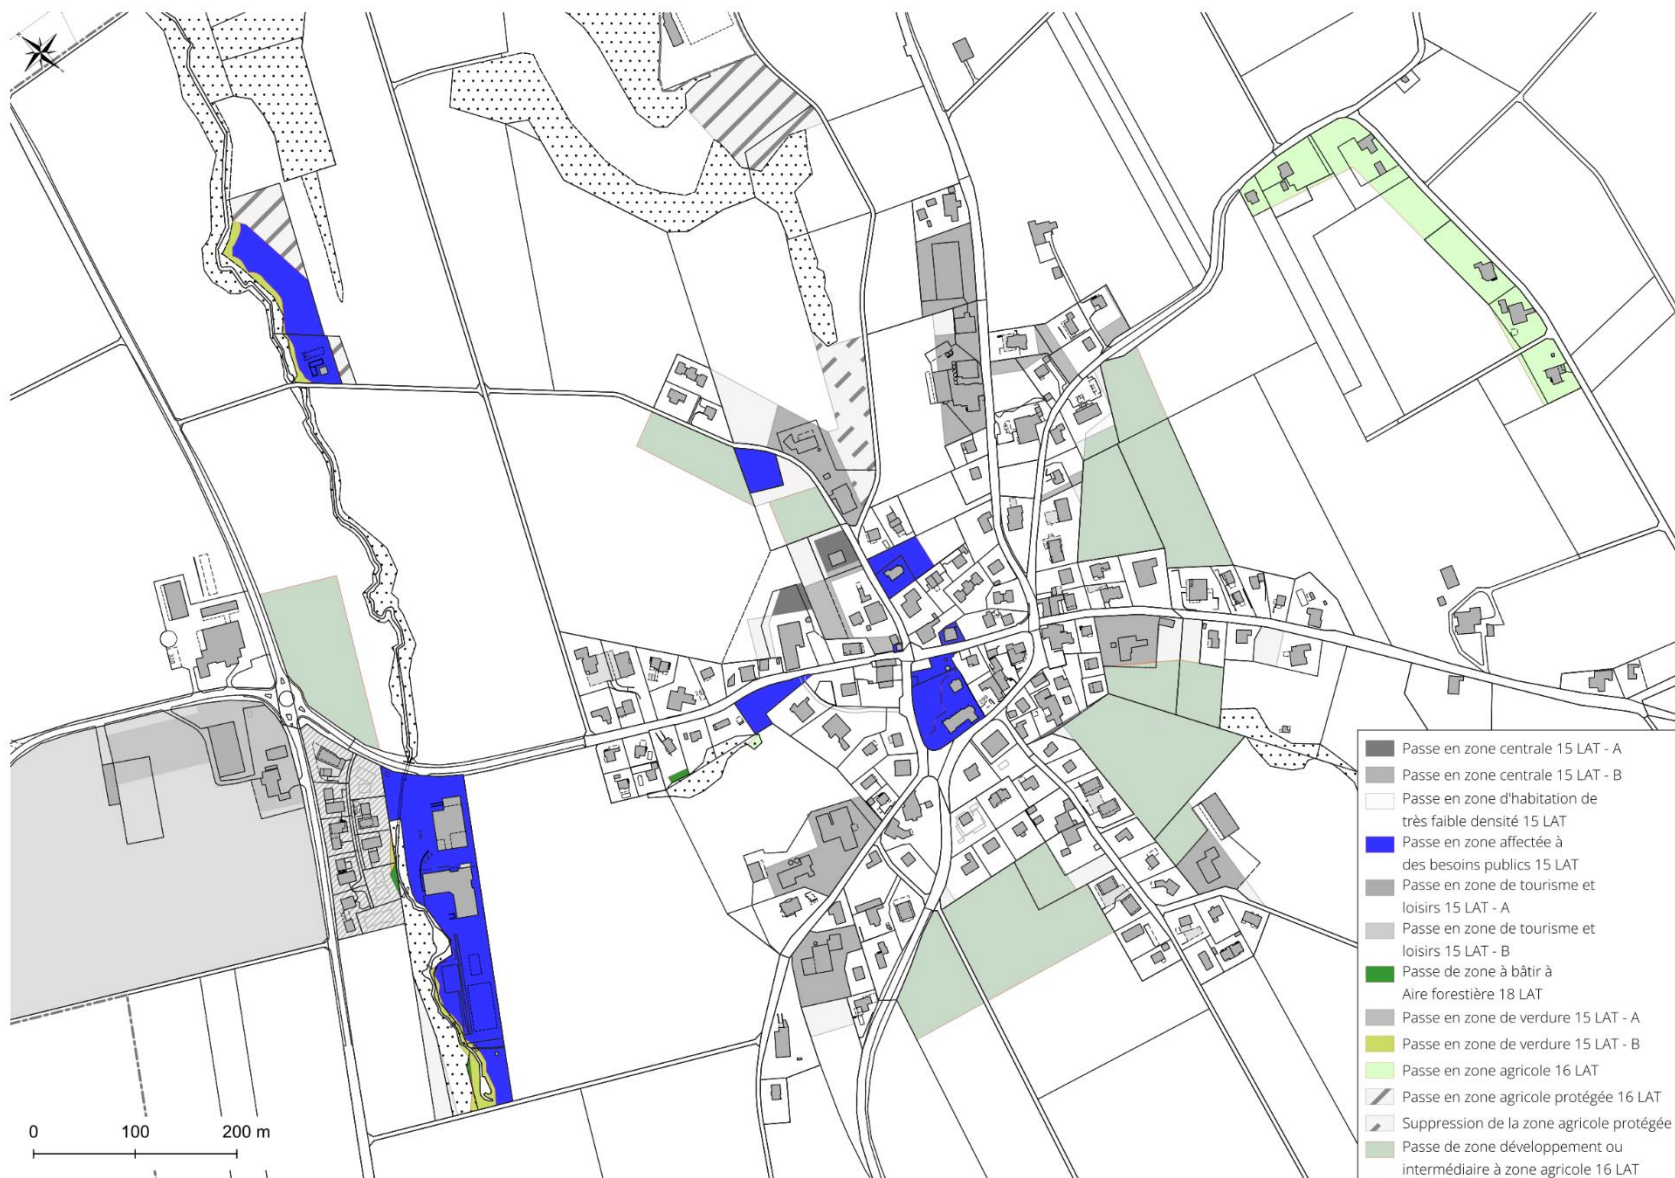 Passe en zone centrale 15 LAT - A
Passe en zone centrale 15 LAT - B
Passe en zone d'habitation de
très faible densité 15 LAT
Passe en zone affectée à
des besoins publics 15 LAT
Passe en zone de tourisme et
loisirs 15 LAT - A
Passe en zone de tourisme et
loisirs 15 LAT - B
Passe de zone à bâtir à
Aire forestière 18 LAT
Passe en zone de verdure 15 LAT - A
Passe en zone de verdure 15 LAT - B
Passe en zone agricole 16 LAT
Passe en zone agricole protégée 16 LAT
Suppression de la zone agricole protégée
Passe de zone développement ou
intermédiaire à zone agricole 16 LAT
0 100 200 m